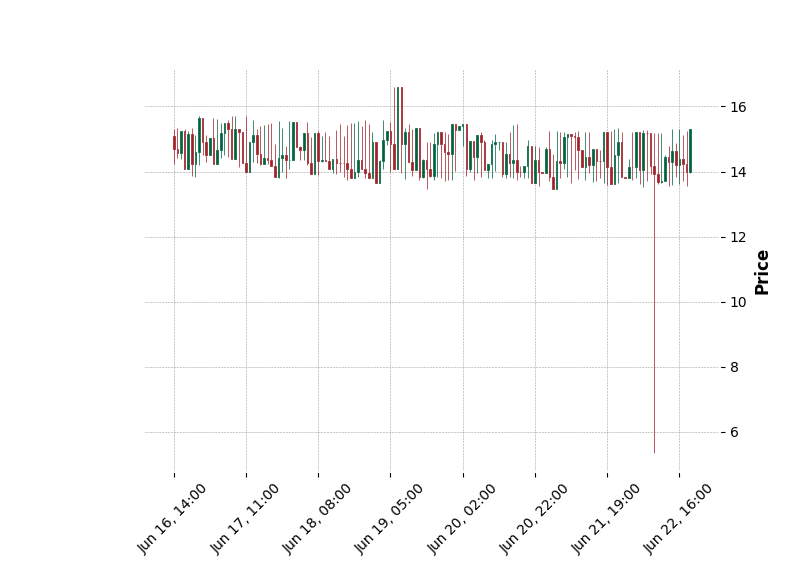 16
14
12
10
8
6
Price
Jun 16, 14:00
Jun 17, 11:00
Jun 18, 08:00
Jun 19, 05:00
Jun 20, 02:00
Jun 20, 22:00
Jun 21, 19:00
Jun 22, 16:00